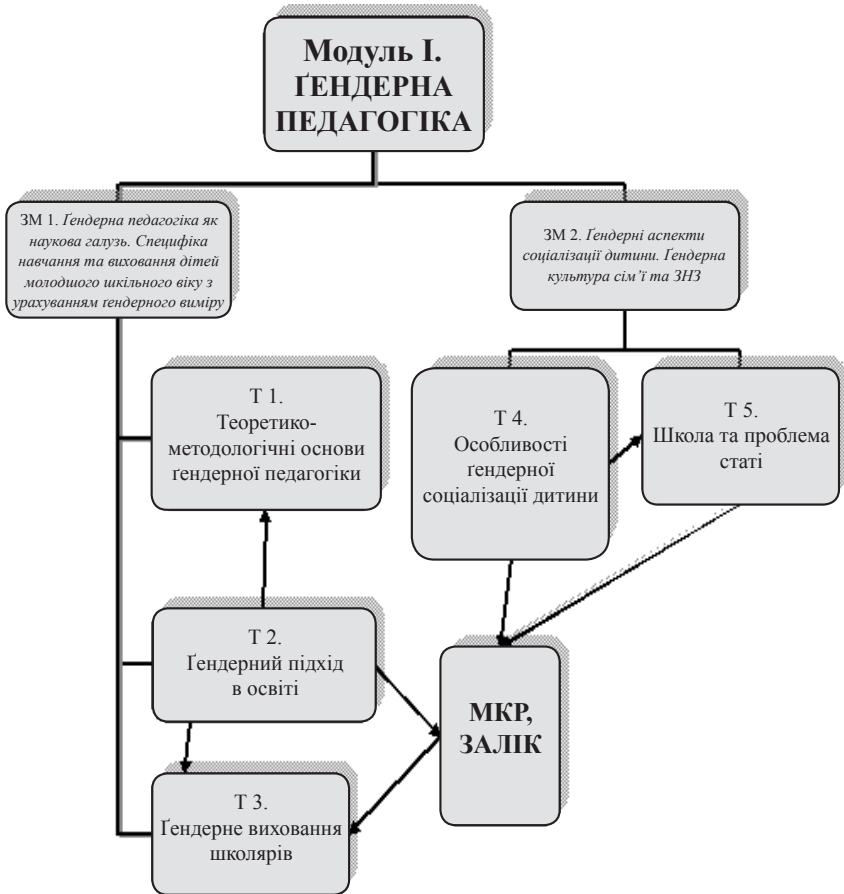 Модуль І.
ҐЕНДЕРНА
ПЕДАГОГІКА
ЗМ 1. Ґендерна педагогіка як
наукова галузь. Специфіка
навчання та виховання дітей
молодшого шкільного віку з
урахуванням ґендерного виміру
ЗМ 2. Ґендерні аспекти
соціалізації дитини. Ґендерна
культура сім’ї та ЗНЗ
Т 1.
Теоретико-
методологічні основи
ґендерної педагогіки
Т 4.
Особливості
ґендерної
соціалізації дитини
Т 5.
Школа та проблема
статі
Т 2.
Ґендерний підхід
в освіті
МКР,
ЗАЛІК
Т 3.
Ґендерне виховання
школярів